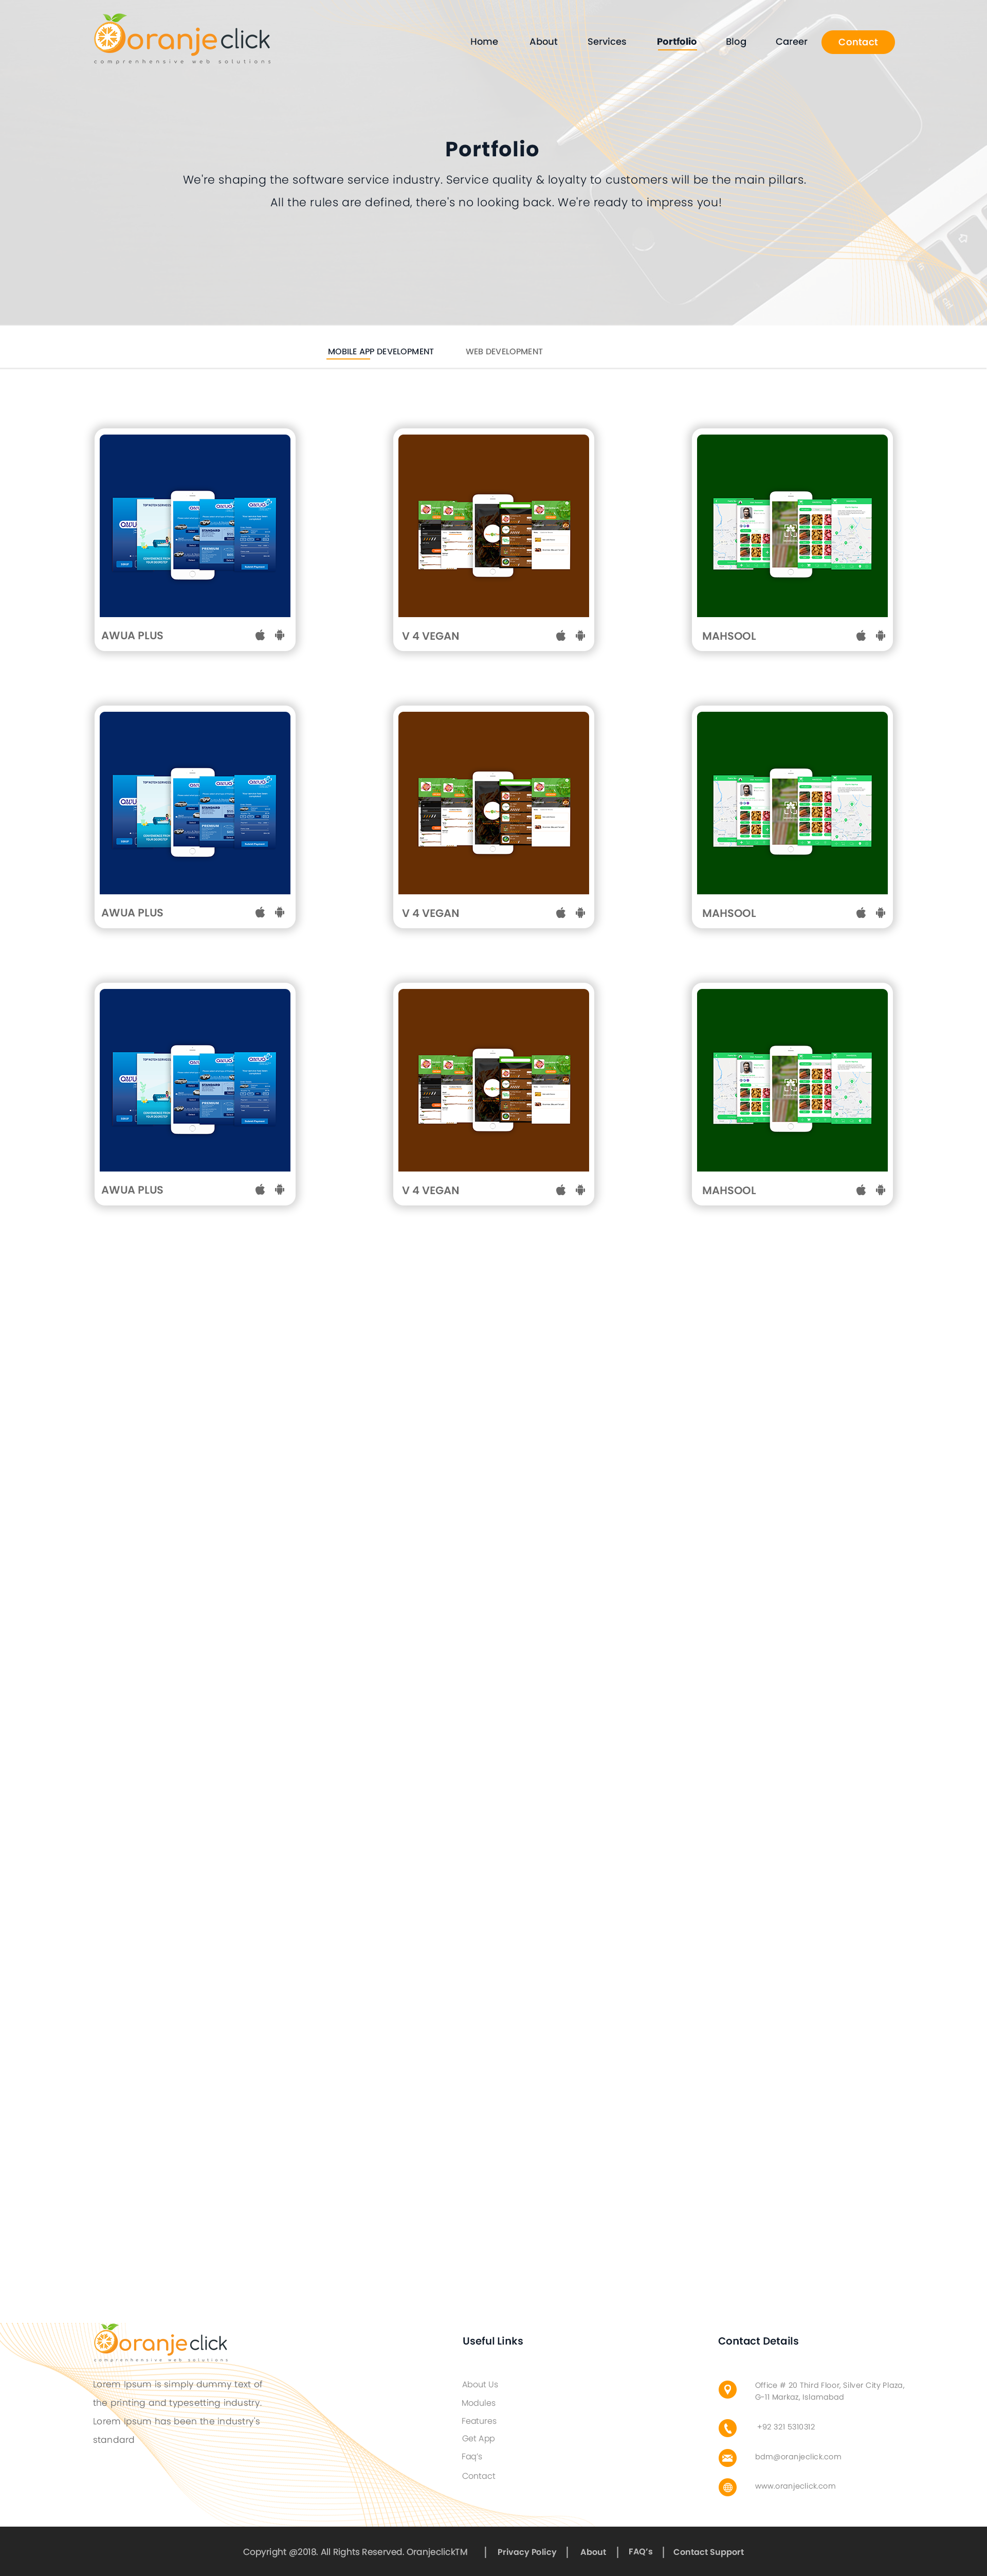 oranjeclick
comprenhensive web solutions
Home About Services Portfolio Blog Career Contact
Portfolio
We're shaping the software service industry. Service quality & loyalty to customers will be the main pillars.
All the rules are defined, there's no looking back. We're ready to impress you!
MOBILE APP DEVELOPMENT WEB DEVELOPMENT
AWUA PLUS
V 4 VEGAN
MAHSOOL
AWUA PLUS
V 4 VEGAN
MAHSOOL
AWUA PLUS
V 4 VEGAN
MAHSOOL
oranjeclick
comprenhensive web solutions
Lorem Ipsum is simply dummy text of
the printing and typesetting industry.
Lorem Ipsum has been the industry's
standard
Useful Links
About Us
Modules
Features
Get App
Faq's
Contact
Contact Details
Office # 20 Third Floor, Silver City Plaza,
G-11 Markaz, Islamabad
+92 321 5310312
bdm@oranjeclick.com
www.oranjeclick.com
Copyright @2018. All Rights Reserved. OranjeclickTM | Privacy Policy | About | FAQ's | Contact Support